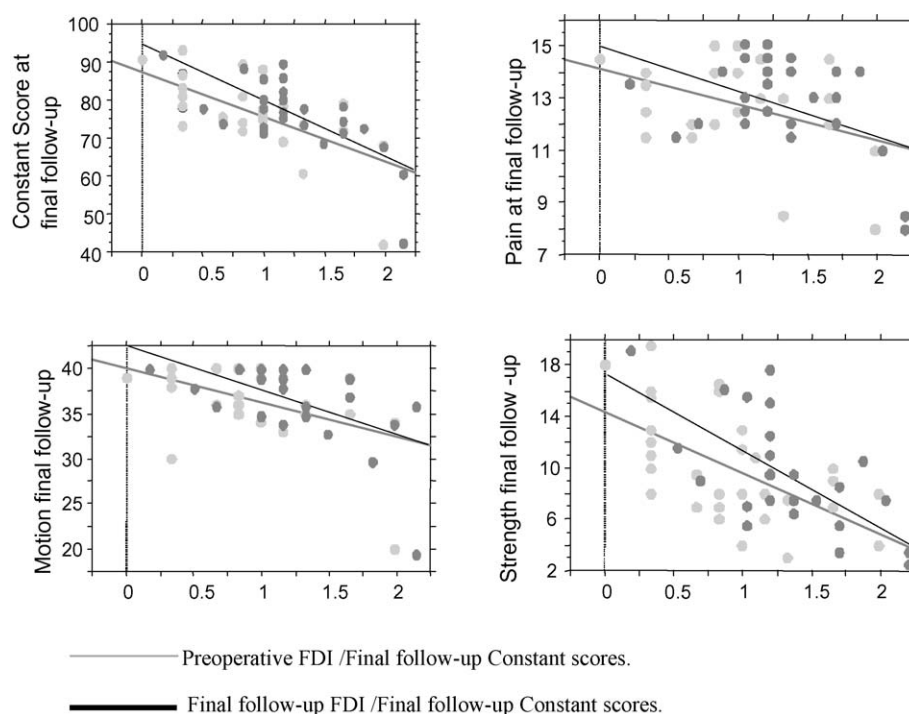 Constant Score at
final follow-up
100
90
80
70
60
50
40
0 0.5 1 1.5 2
Pain at final follow-up
15
13
11
9
7
0 0.5 1 1.5 2
Motion final follow-up
40
35
30
25
20
0 0.5 1 1.5 2
Strength final follow -up
18
14
10
6
2
0 0.5 1 1.5 2
Preoperative FDI /Final follow-up Constant scores.
Final follow-up FDI /Final follow-up Constant scores.